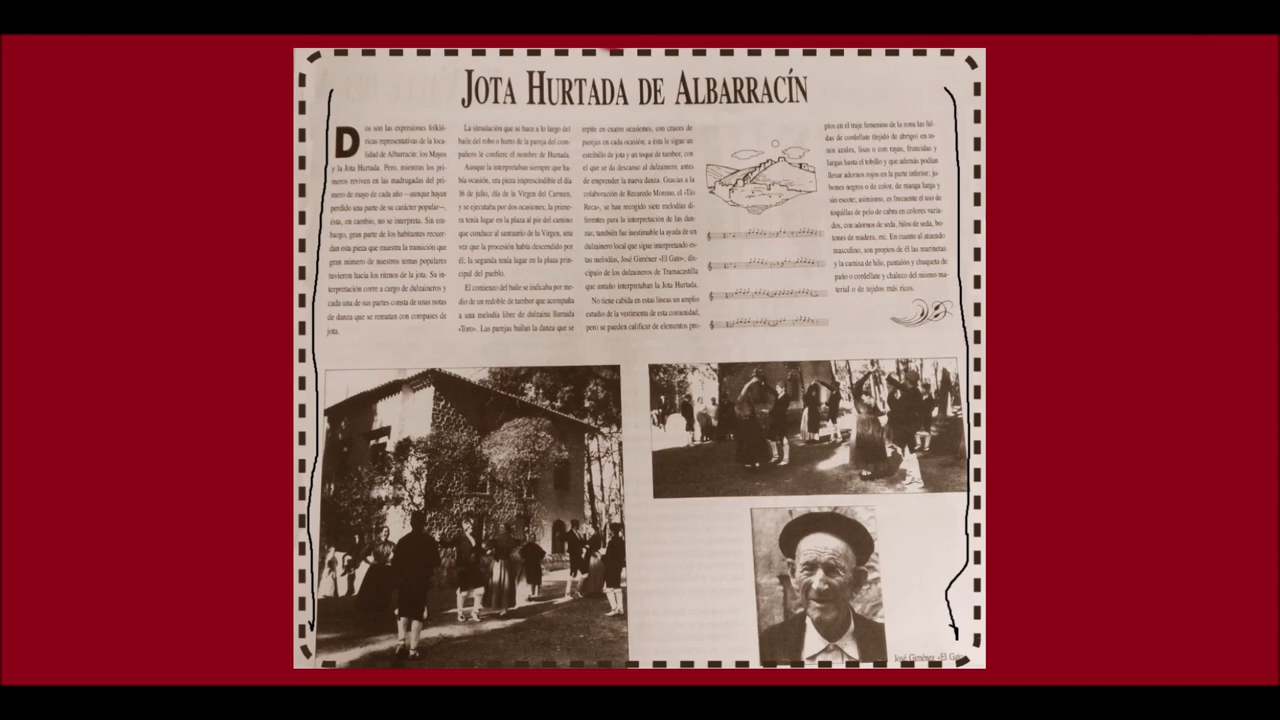 JOTA HURTADA DE ALBARRACÍN
Dos son las expresiones folkló-
ricas representativas de la loca-
lidad de Albarracín: los Mayos
y la Jota Hurtada. Pero, mientras los pri-
meros reviven en las madrugadas del pri-
mero de mayo de cada año —aunque hayan
perdido una parte de su carácter popular—,
ésta, en cambio, no se interpreta. Sin em-
bargo, gran parte de los habitantes recuer-
dan esta pieza que muestra la transición que
gran número de nuestros temas populares
tuvieron hacia los ritmos de la jota. Su in-
terpretación corre a cargo de dulzaineros y
cada una de sus partes consta de unas notas
de danza que se rematan con compases de
jota.
La simulación que se hace a lo largo del
baile del robo o hurto de la pareja del com-
pañero le confiere el nombre de Hurtada.
Aunque la interpretaban siempre que ha-
bía ocasión, era pieza imprescindible el día
16 de julio, día de la Virgen del Carmen,
y se ejecutaba por dos ocasiones; la prime-
ra tenía lugar en la plaza al pie del camino
que conduce al santuario de la Virgen, una
vez que la procesión había descendido por
él; la segunda tenía lugar en la plaza prin-
cipal del pueblo.
El comienzo del baile se indicaba por me-
dio de un redoble de tambor que acompaña
a una melodía libre de dulzaina llamada
«Toro». Las parejas bailan la danza que se
repite en cuatro ocasiones, con cruces de
parejas en cada ocasión, a ésta le sigue un
estribillo de jota y un toque de tambor, con
el que se da descanso al dulzainero, antes
de emprender la nueva danza. Gracias a la
colaboración de Recaredo Moreno, el «Tío
Reca», se han recogido siete melodías di-
ferentes para la interpretación de las dan-
zas; también fue inestimable la ayuda de un
dulzainero local que sigue interpretando es-
tas melodías, José Giménez «El Gato», dis-
cípulo de los dulzaineros de Tramacastilla
que antaño interpretaban la Jota Hurtada.
No tiene cabida en estas líneas un amplio
estudio de la vestimenta de esta comunidad,
pero se pueden calificar de elementos pro-
pios en el traje femenino de la zona las fal-
das de cordellate (tejido de abrigo) en to-
nos azules, lisas o con rayas, fruncidas y
largas hasta el tobillo y que además podían
llevar adornos rojos en la parte inferior, ju-
bones negros o de color, de manga larga y
sin escote; asimismo, es frecuente el uso de
toquillas de pelo de cabra en colores varia-
dos, con adornos de seda, hilos de seda, bo-
tones de madera, etc. En cuanto al atuendo
masculino, son propios de él las marinetas
y la camisa de hilo, pantalón y chaqueta de
paño o cordellate y chaleco del mismo ma-
terial o de tejidos más ricos.
José Giménez «El Gato»